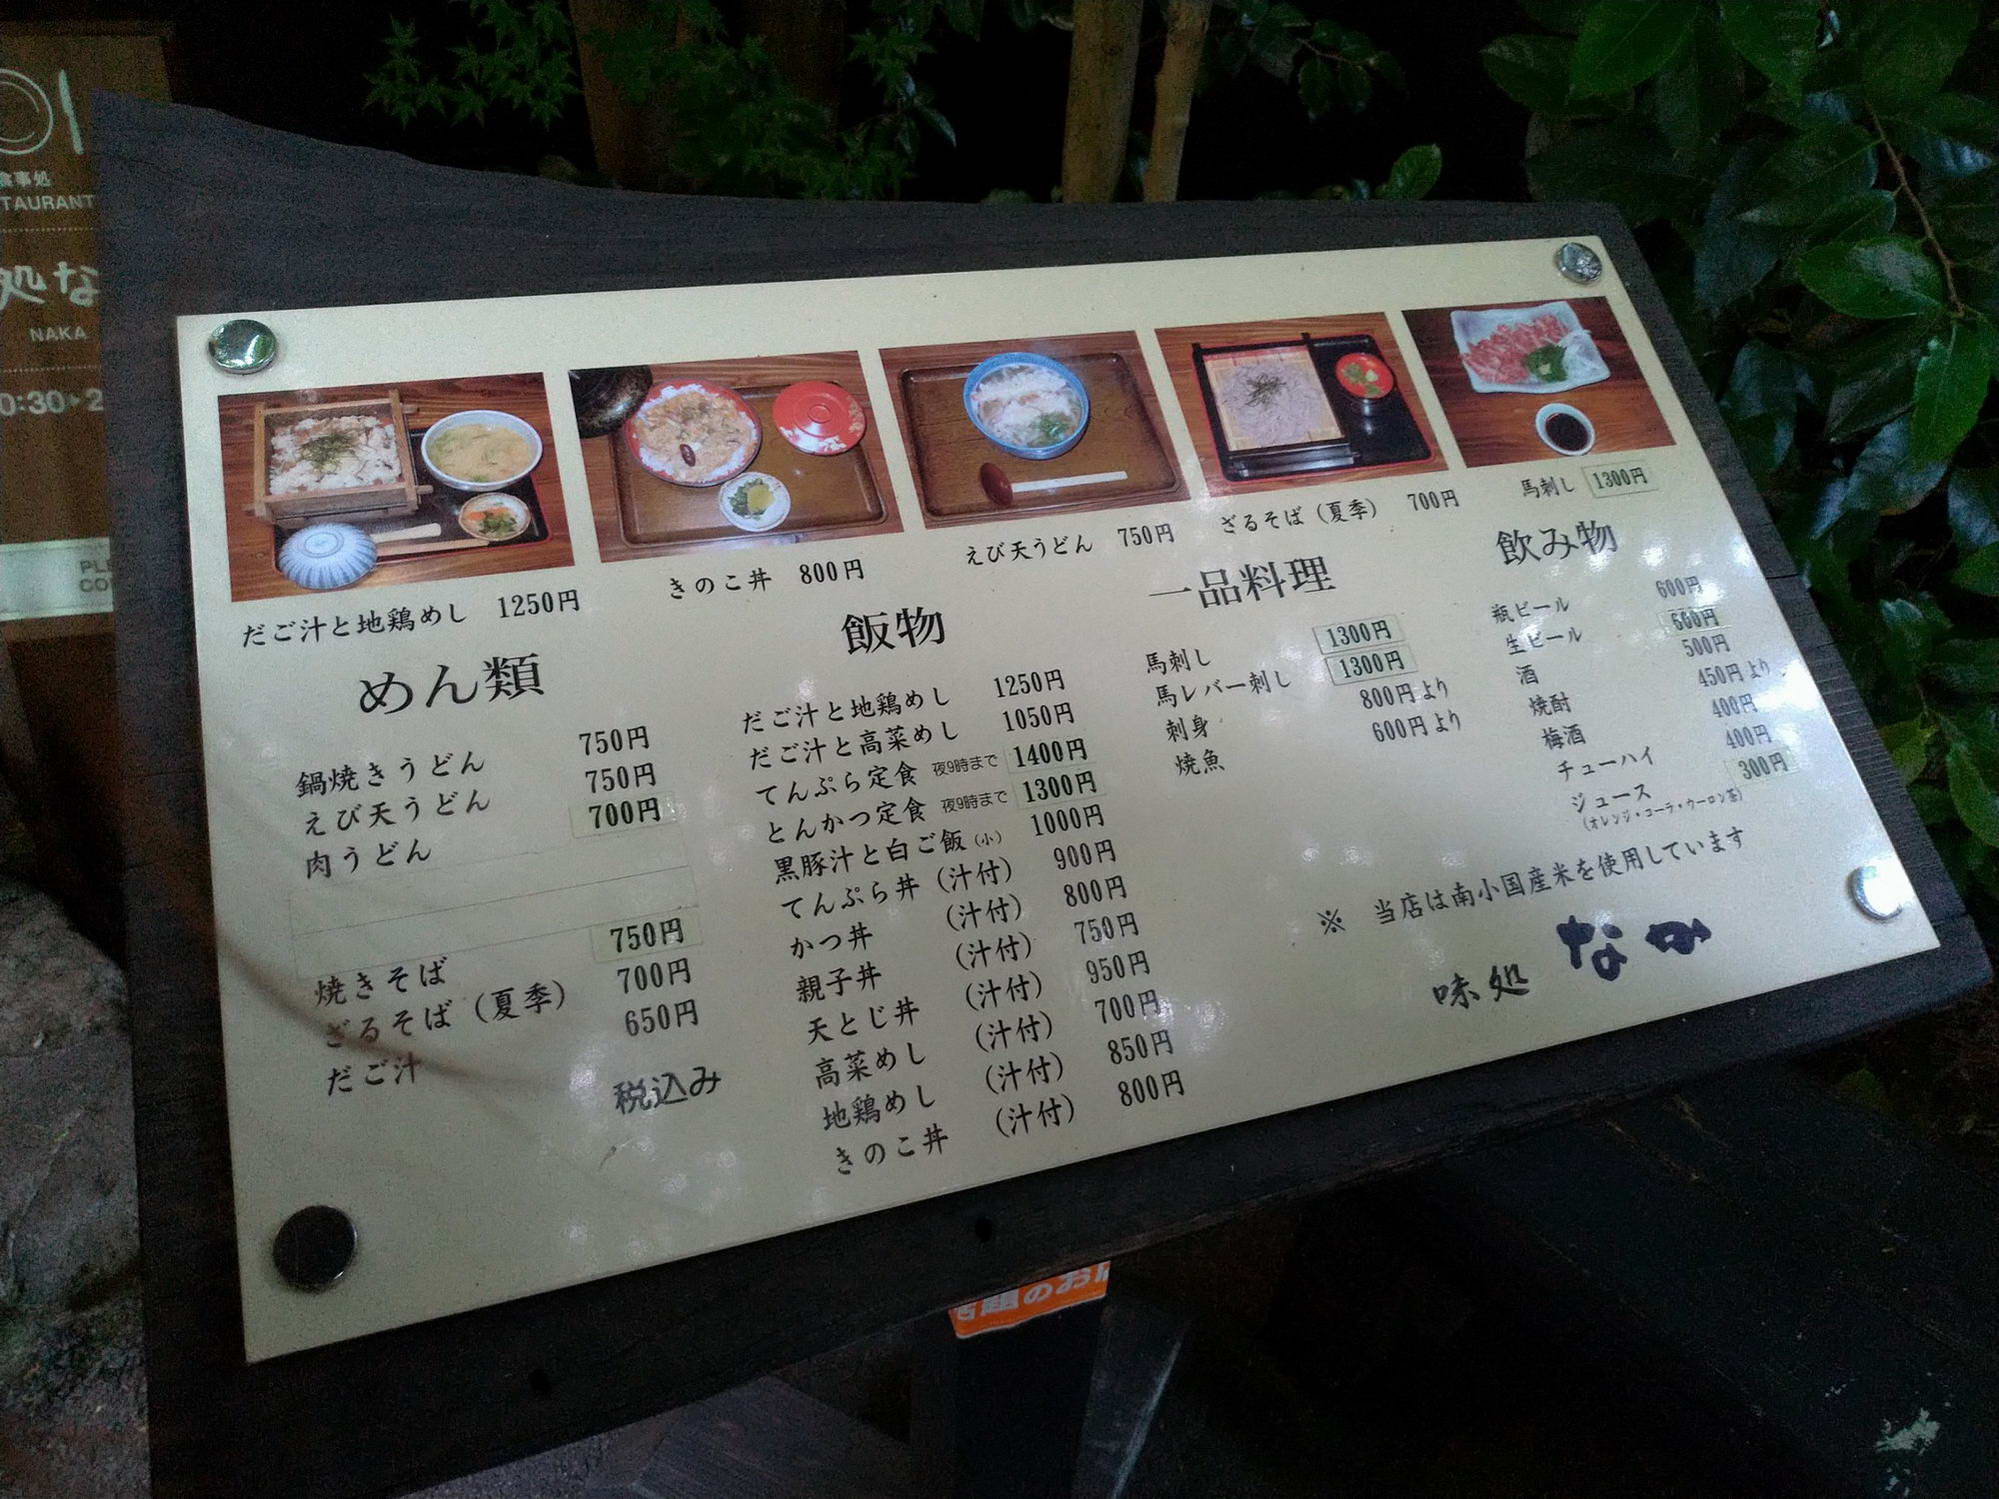 食事処
TAURANT
処な
NAKA
0:30▸2
PLE
CO
だご汁と地鶏めし 1250円
きのこ丼 800円
えび天うどん 750円
ざるそば（夏季） 700円
馬刺し 1300円
めん類
鍋焼きうどん 750円
えび天うどん 750円
肉うどん 700円
焼きそば 750円
ざるそば（夏季） 700円
だご汁 650円
税込み
飯物
だご汁と地鶏めし 1250円
だご汁と高菜めし 1050円
てんぷら定食 夜9時まで 1400円
とんかつ定食 夜9時まで 1300円
黒豚汁と白ご飯（小） 1000円
てんぷら丼（汁付） 900円
かつ丼（汁付） 800円
親子丼（汁付） 750円
天とじ丼（汁付） 950円
高菜めし（汁付） 700円
地鶏めし（汁付） 850円
きのこ丼（汁付） 800円
一品料理
馬刺し 1300円
馬レバー刺し 1300円
刺身 800円より
焼魚 600円より
飲み物
瓶ビール 600円
生ビール 600円
酒 500円
焼酎 450円より
梅酒 400円
チューハイ 400円
ジュース 300円
（オレンジ・コーラ・ウーロン茶）
※ 当店は南小国産米を使用しています
味処 なか
話題のお店